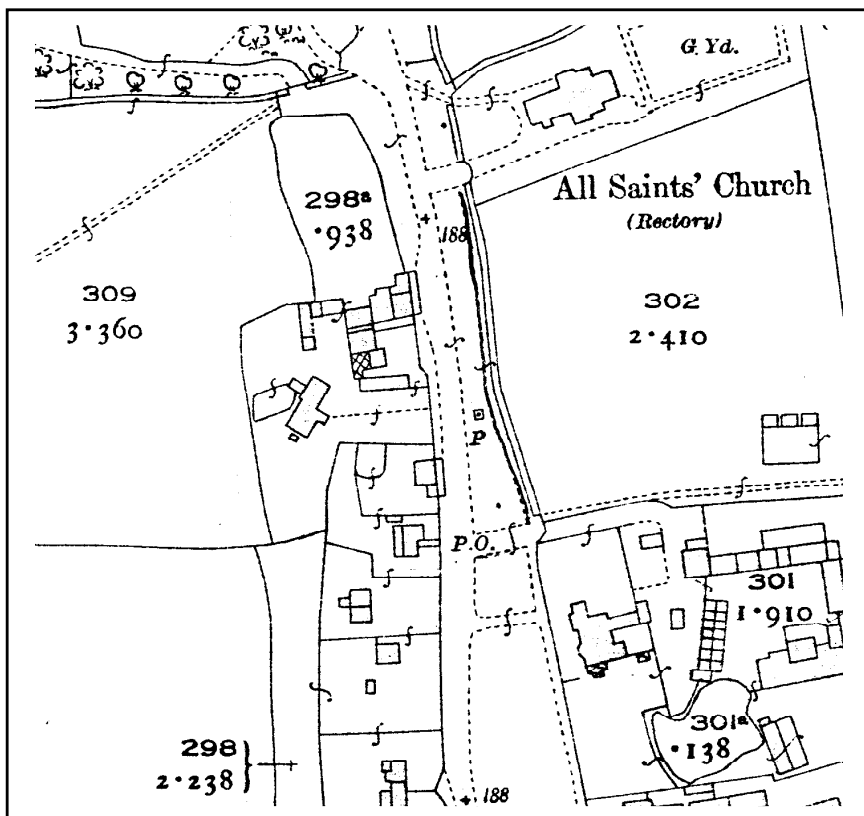 G. Yd.
All Saints' Church
(Rectory)
298a
·938
188
309
3·360
302
2·410
P
P.O.
301
1·910
301a
·138
298
2·238
188